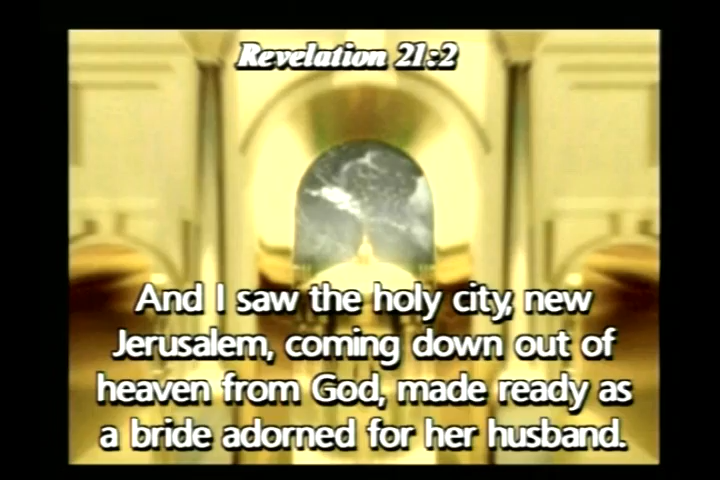 Revelation 21:2
And I saw the holy city, new
Jerusalem, coming down out of
heaven from God, made ready as
a bride adorned for her husband.